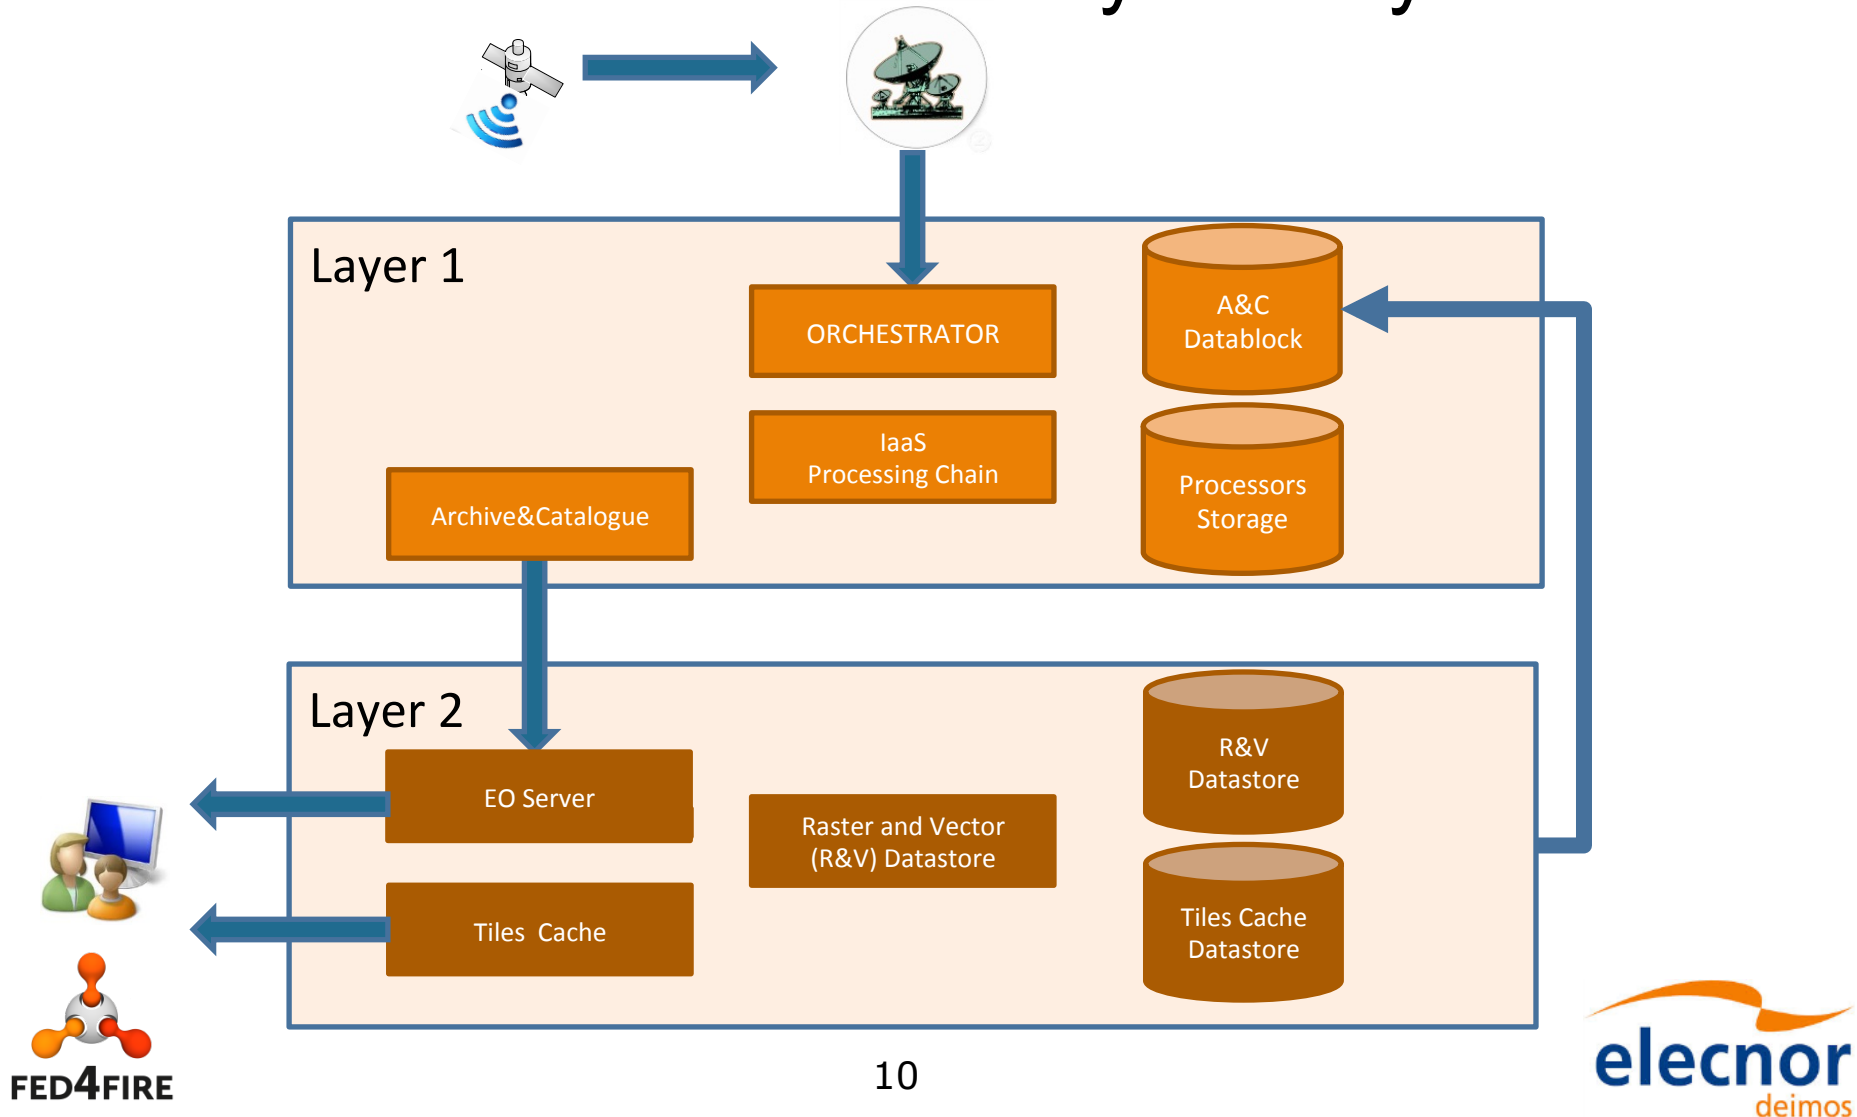 Layer 1
ORCHESTRATOR
A&C
Datablock
IaaS
Processing Chain
Processors
Storage
Archive&Catalogue
Layer 2
EO Server
R&V
Datastore
Raster and Vector
(R&V) Datastore
Tiles Cache
Tiles Cache
Datastore
FED4FIRE
10
elecnor
deimos